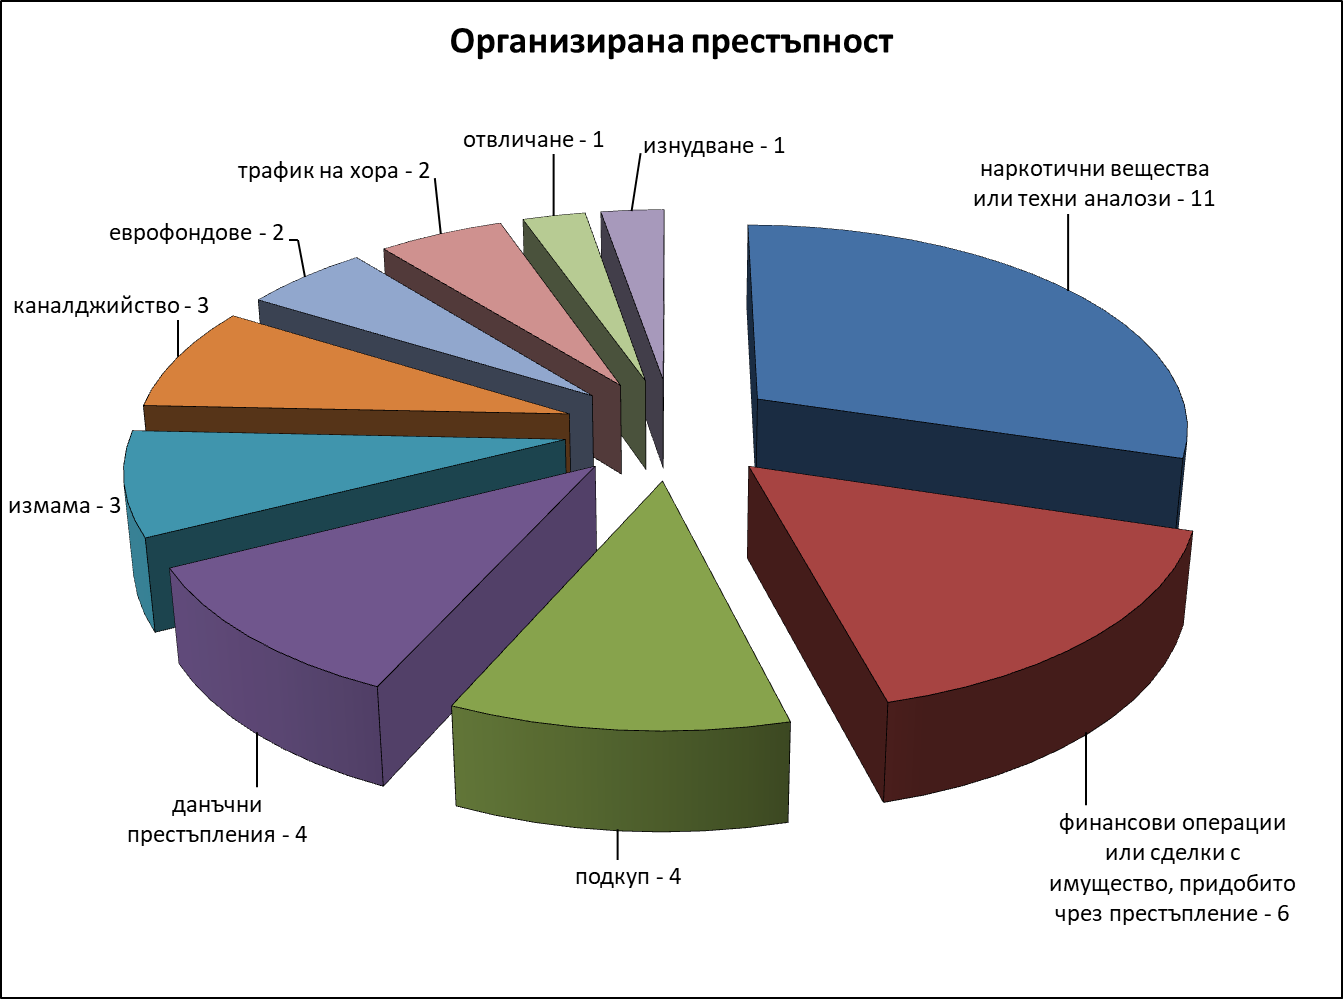 Организирана престъпност
отвличане - 1
изнудване - 1
трафик на хора - 2
наркотични вещества
или техни аналози - 11
еврофондове - 2
каналджийство - 3
измама - 3
данъчни
престъпления - 4
подкуп - 4
финансови операции
или сделки с
имущество, придобито
чрез престъпление - 6